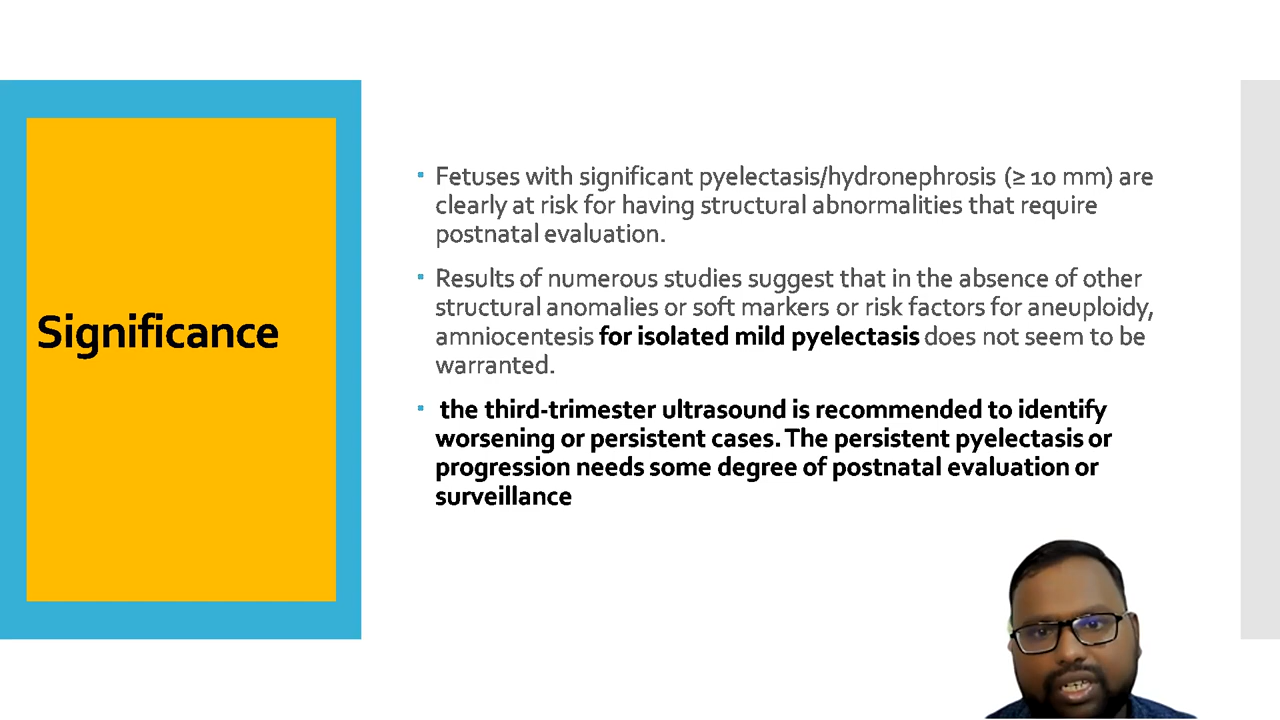 Significance
Fetuses with significant pyelectasis/hydronephrosis (≥ 10 mm) are
clearly at risk for having structural abnormalities that require
postnatal evaluation.
Results of numerous studies suggest that in the absence of other
structural anomalies or soft markers or risk factors for aneuploidy,
amniocentesis for isolated mild pyelectasis does not seem to be
warranted.
the third-trimester ultrasound is recommended to identify
worsening or persistent cases. The persistent pyelectasis or
progression needs some degree of postnatal evaluation or
surveillance